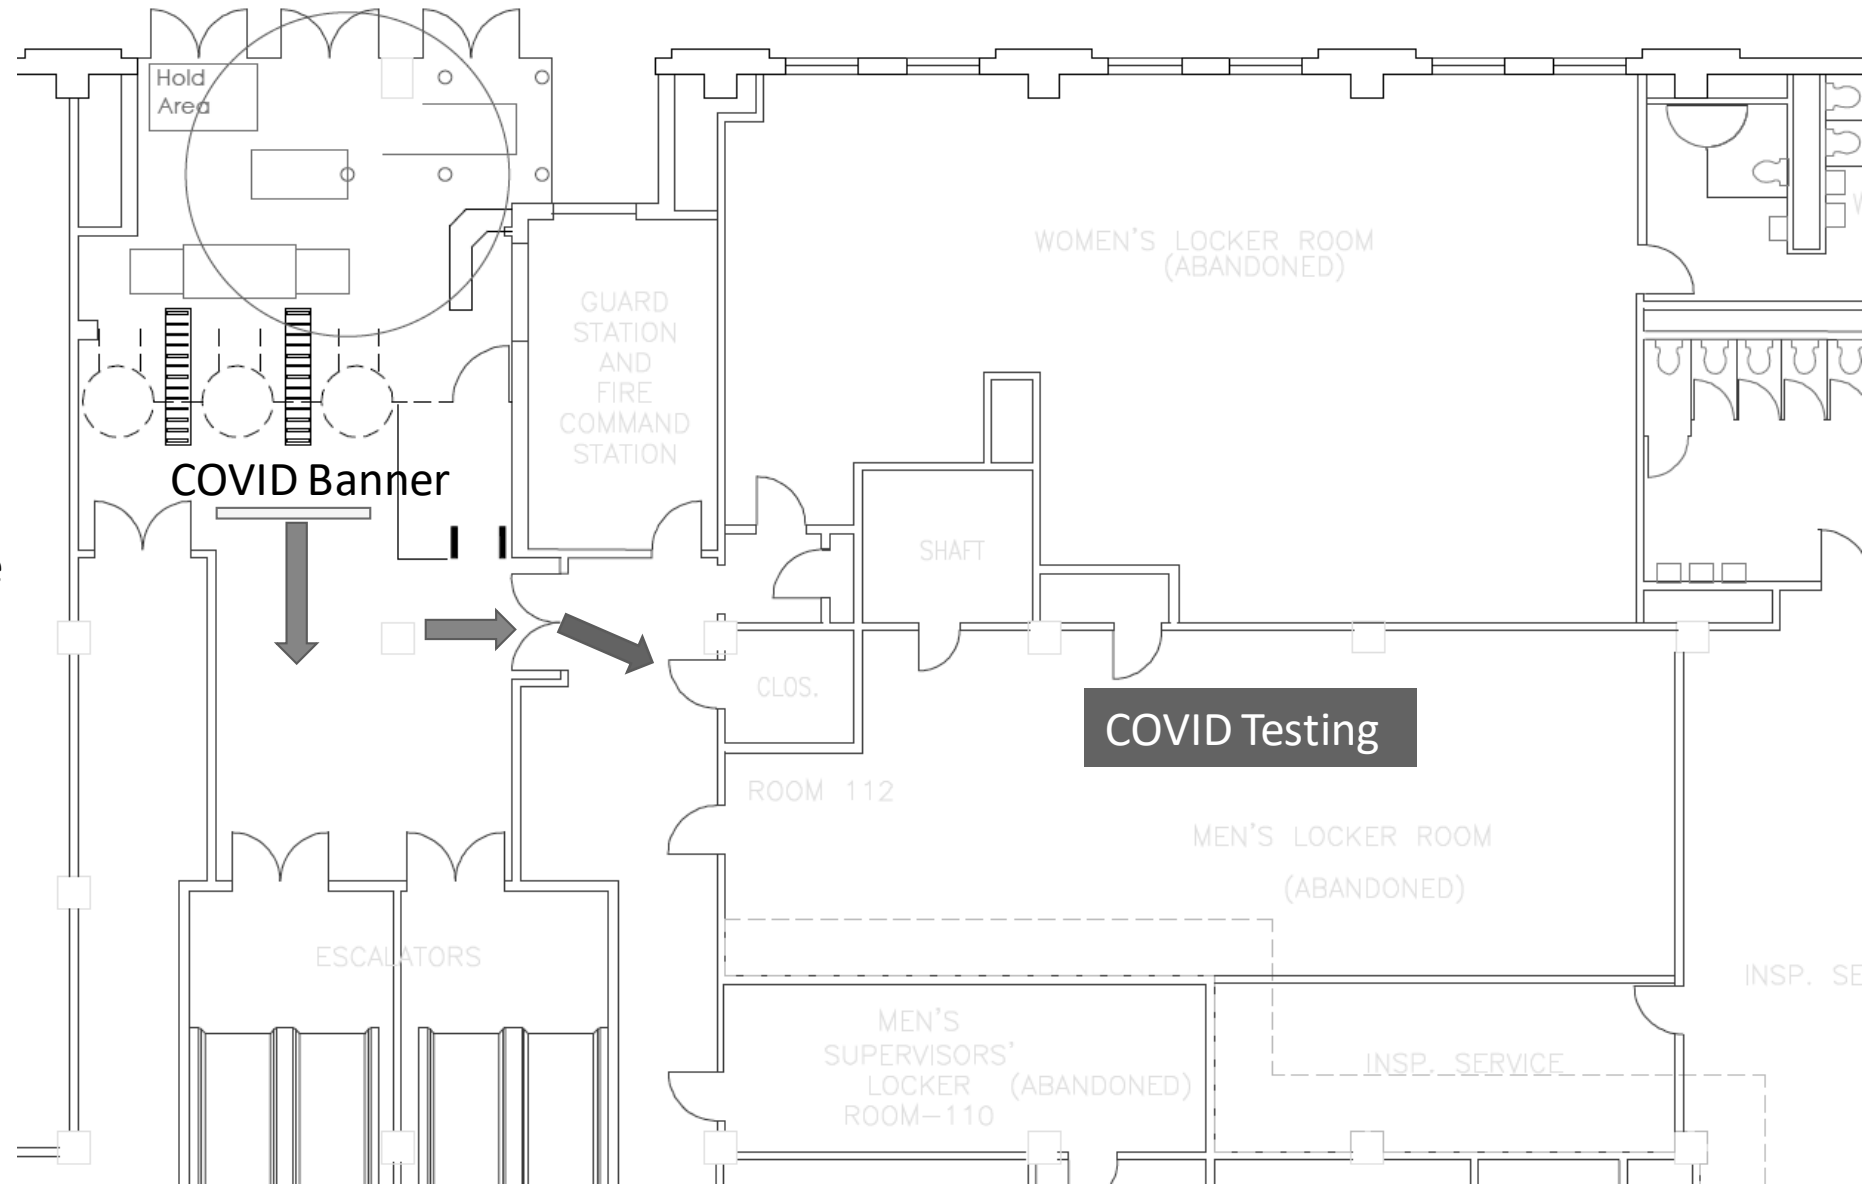 Hold
Area
WOMEN'S LOCKER ROOM
(ABANDONED)
GUARD
STATION
AND
FIRE
COMMAND
STATION
COVID Banner
SHAFT
CLOS.
COVID Testing
ROOM 112
MEN'S LOCKER ROOM
(ABANDONED)
ESCALATORS
INSP. SE
MEN'S
SUPERVISORS'
LOCKER (ABANDONED)
ROOM-110
INSP. SERVICE